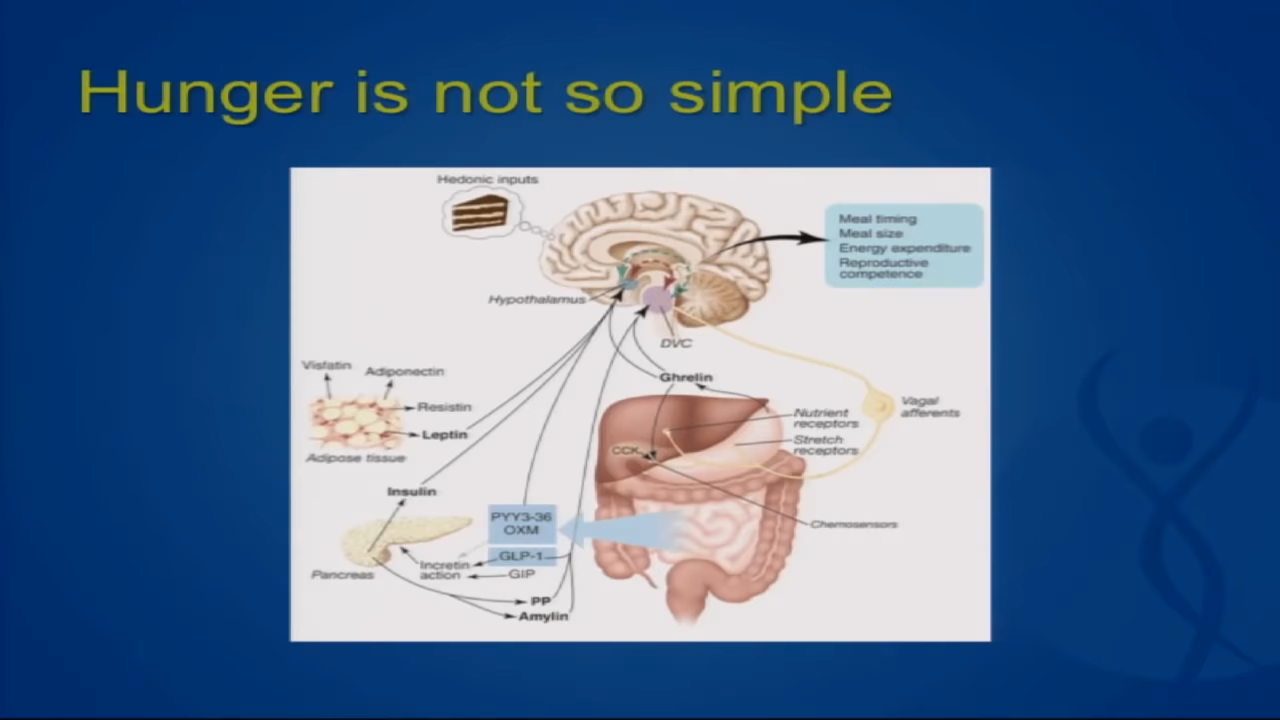 Hunger is not so simple
Hedonic inputs
Meal timing
Meal size
Energy expenditure
Reproductive
competence
Hypothalamus
DVC
Ghrelin
Visfatin
Adiponectin
Resistin
Leptin
Adipose tissue
Nutrient
receptors
Stretch
receptors
Vagal
afferents
CCK
Insulin
PYY3-36
OXM
Chemosensors
GLP-1
Incretin
action
GIP
Pancreas
PP
Amylin